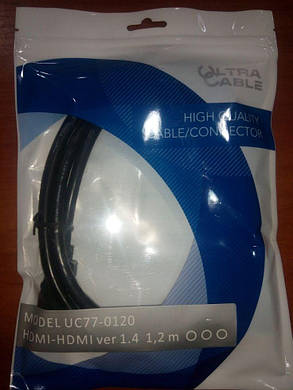 ULTRA
CABLE
HIGH QUALITY
CABLE/CONNECTOR
MODEL UC77-0120
HDMI-HDMI ver 1.4 1,2 m